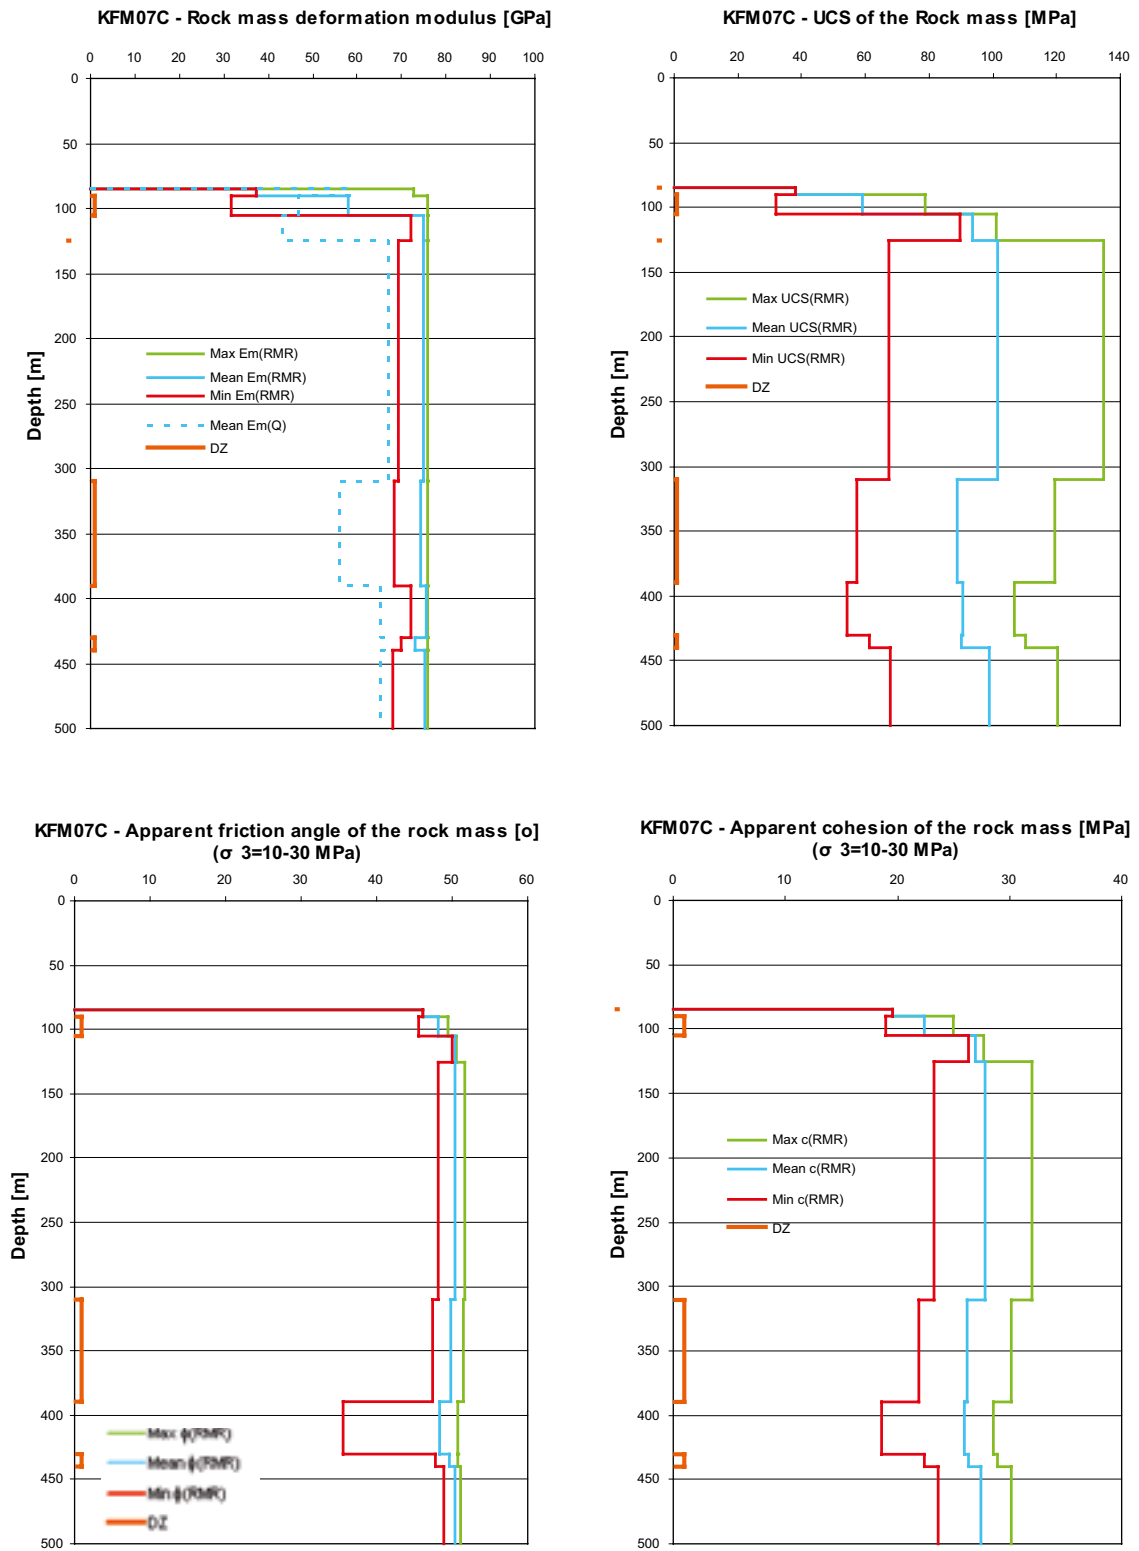 KFM07C - Rock mass deformation modulus [GPa]
0 10 20 30 40 50 60 70 80 90 100
0
50
100
150
200
250
300
350
400
450
500
Depth [m]
Max Em(RMR)
Mean Em(RMR)
Min Em(RMR)
Mean Em(Q)
DZ
KFM07C - UCS of the Rock mass [MPa]
0 20 40 60 80 100 120 140
0
50
100
150
200
250
300
350
400
450
500
Depth [m]
Max UCS(RMR)
Mean UCS(RMR)
Min UCS(RMR)
DZ
KFM07C - Apparent friction angle of the rock mass [o]
(σ 3=10-30 MPa)
0 10 20 30 40 50 60
0
50
100
150
200
250
300
350
400
450
500
Depth [m]
Max ϕ(RMR)
Mean ϕ(RMR)
Min ϕ(RMR)
DZ
KFM07C - Apparent cohesion of the rock mass [MPa]
(σ 3=10-30 MPa)
0 10 20 30 40
0
50
100
150
200
250
300
350
400
450
500
Depth [m]
Max c(RMR)
Mean c(RMR)
Min c(RMR)
DZ